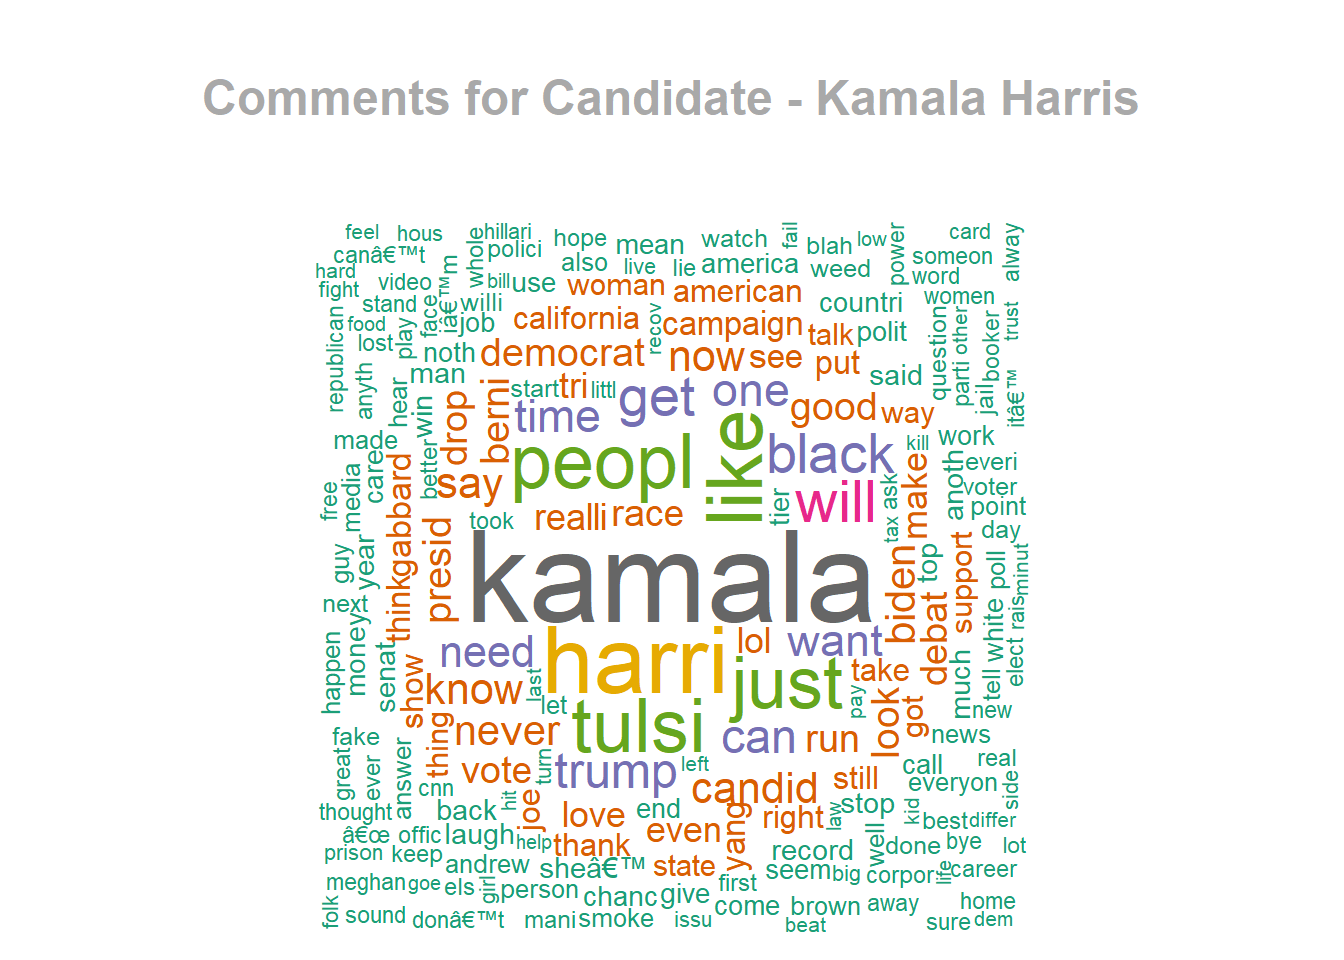 Comments for Candidate - Kamala Harris
feel hous hillari hope mean watch fail blah low power card alway
canâ€™t whole polici also live lie america weed someon
hard video iâ€™m bill use woman american word
fight stand face willi countri women
republican food play job california recov campaign talk polit question other trust
lost noth democrat now see put parti booker
anyth hear man start tri littl said jail itâ€™
drop berni time get one good way
made win like black kill work
free media care better say peopl tier ask make anoth everi
gabbard will voter
took realli race tax point
guy year presid kamala biden top support poll day minut
next think debat white rais
happen money need harri lol want much tell elect
senat show know last let just take pay look got new
fake never tulsi can run news
great ever answer thing vote turn trump left still call real
cnn candid everyon side
thought back hit joe love end yang right law stop kid best differ
â€œ offic laugh help thank even record well done bye lot
prison keep andrew sheâ€™ state seem big corpor life career
meghan goe els girl person chanc give first
folk sound donâ€™t mani smoke issu come brown away home
beat sure dem